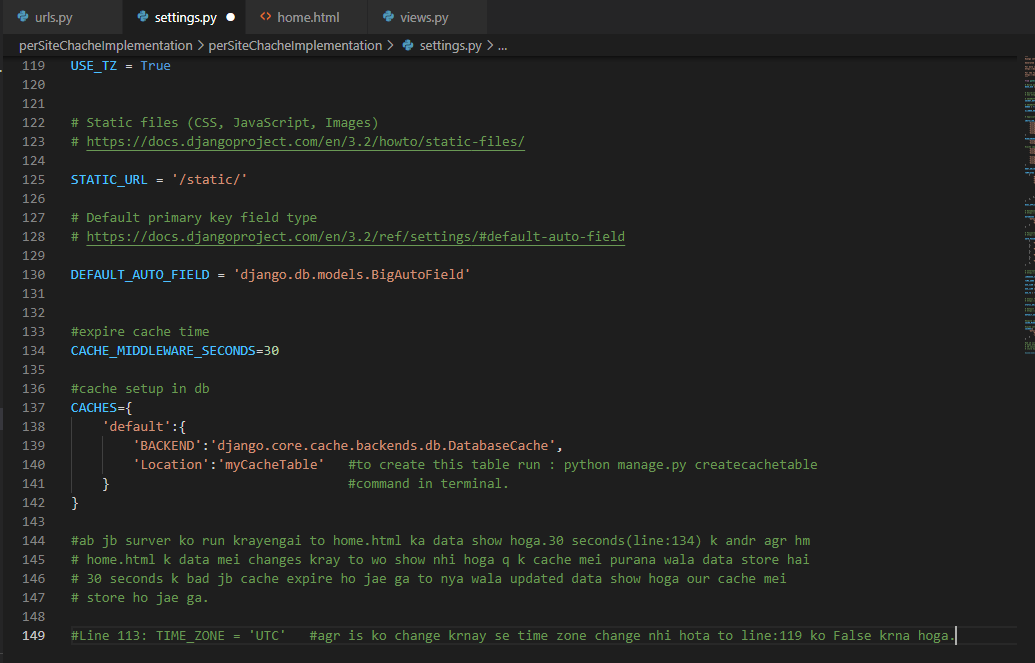 urls.py settings.py home.html views.py
perSiteChacheImplementation > perSiteChacheImplementation > settings.py > ...
119 USE_TZ = True
120
121
122 # Static files (CSS, JavaScript, Images)
123 # https://docs.djangoproject.com/en/3.2/howto/static-files/
124
125 STATIC_URL = '/static/'
126
127 # Default primary key field type
128 # https://docs.djangoproject.com/en/3.2/ref/settings/#default-auto-field
129
130 DEFAULT_AUTO_FIELD = 'django.db.models.BigAutoField'
131
132
133 #expire cache time
134 CACHE_MIDDLEWARE_SECONDS=30
135
136 #cache setup in db
137 CACHES={
138     'default':{
139         'BACKEND':'django.core.cache.backends.db.DatabaseCache',
140         'Location':'myCacheTable'   #to create this table run : python manage.py createcachetable
141     }                               #command in terminal.
142 }
143
144 #ab jb surver ko run krayengai to home.html ka data show hoga.30 seconds(line:134) k andr agr hm
145 # home.html k data mei changes kray to wo show nhi hoga q k cache mei purana wala data store hai
146 # 30 seconds k bad jb cache expire ho jae ga to nya wala updated data show hoga our cache mei
147 # store ho jae ga.
148
149 #Line 113: TIME_ZONE = 'UTC'   #agr is ko change krnay se time zone change nhi hota to line:119 ko False krna hoga.